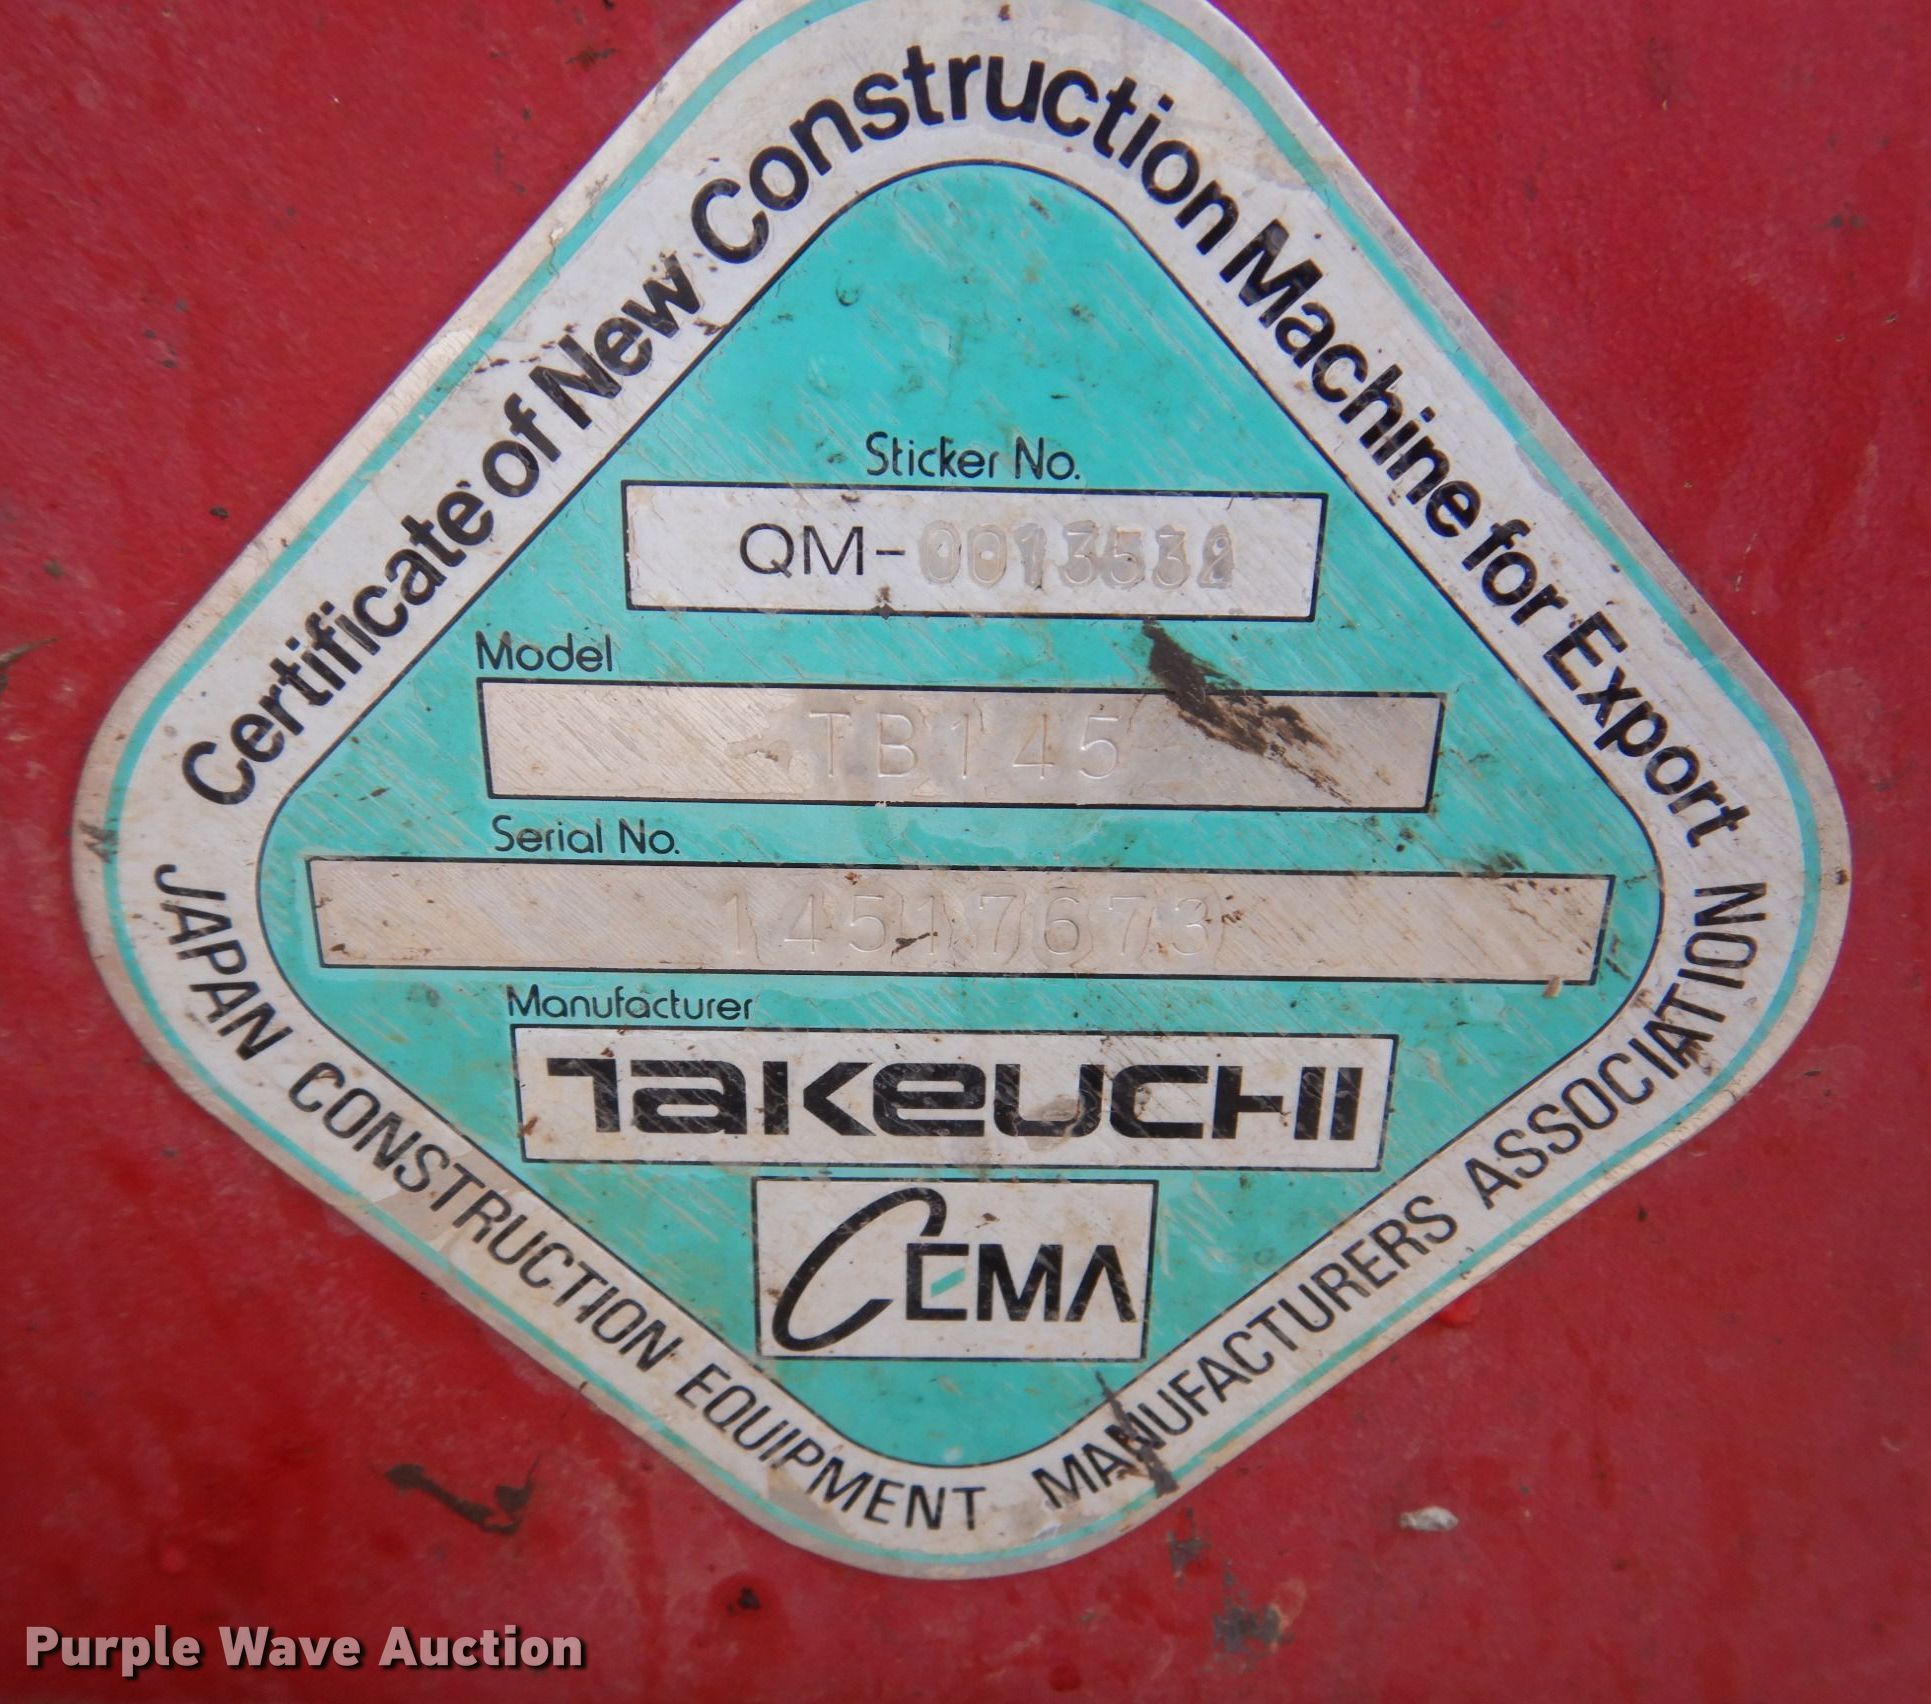 Certificate of New Construction Machine for Export
Sticker No.
QM-0013532
Model
TB145
Serial No.
14517673
Manufacturer
TAKEUCHI
CEMA
JAPAN CONSTRUCTION EQUIPMENT MANUFACTURERS ASSOCIATION
Purple Wave Auction